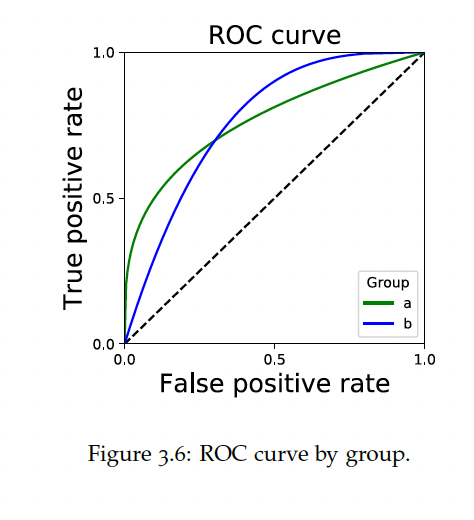 ROC curve
True positive rate
1.0
0.5
0.0
0.0 0.5 1.0
Group
a
b
False positive rate
Figure 3.6: ROC curve by group.